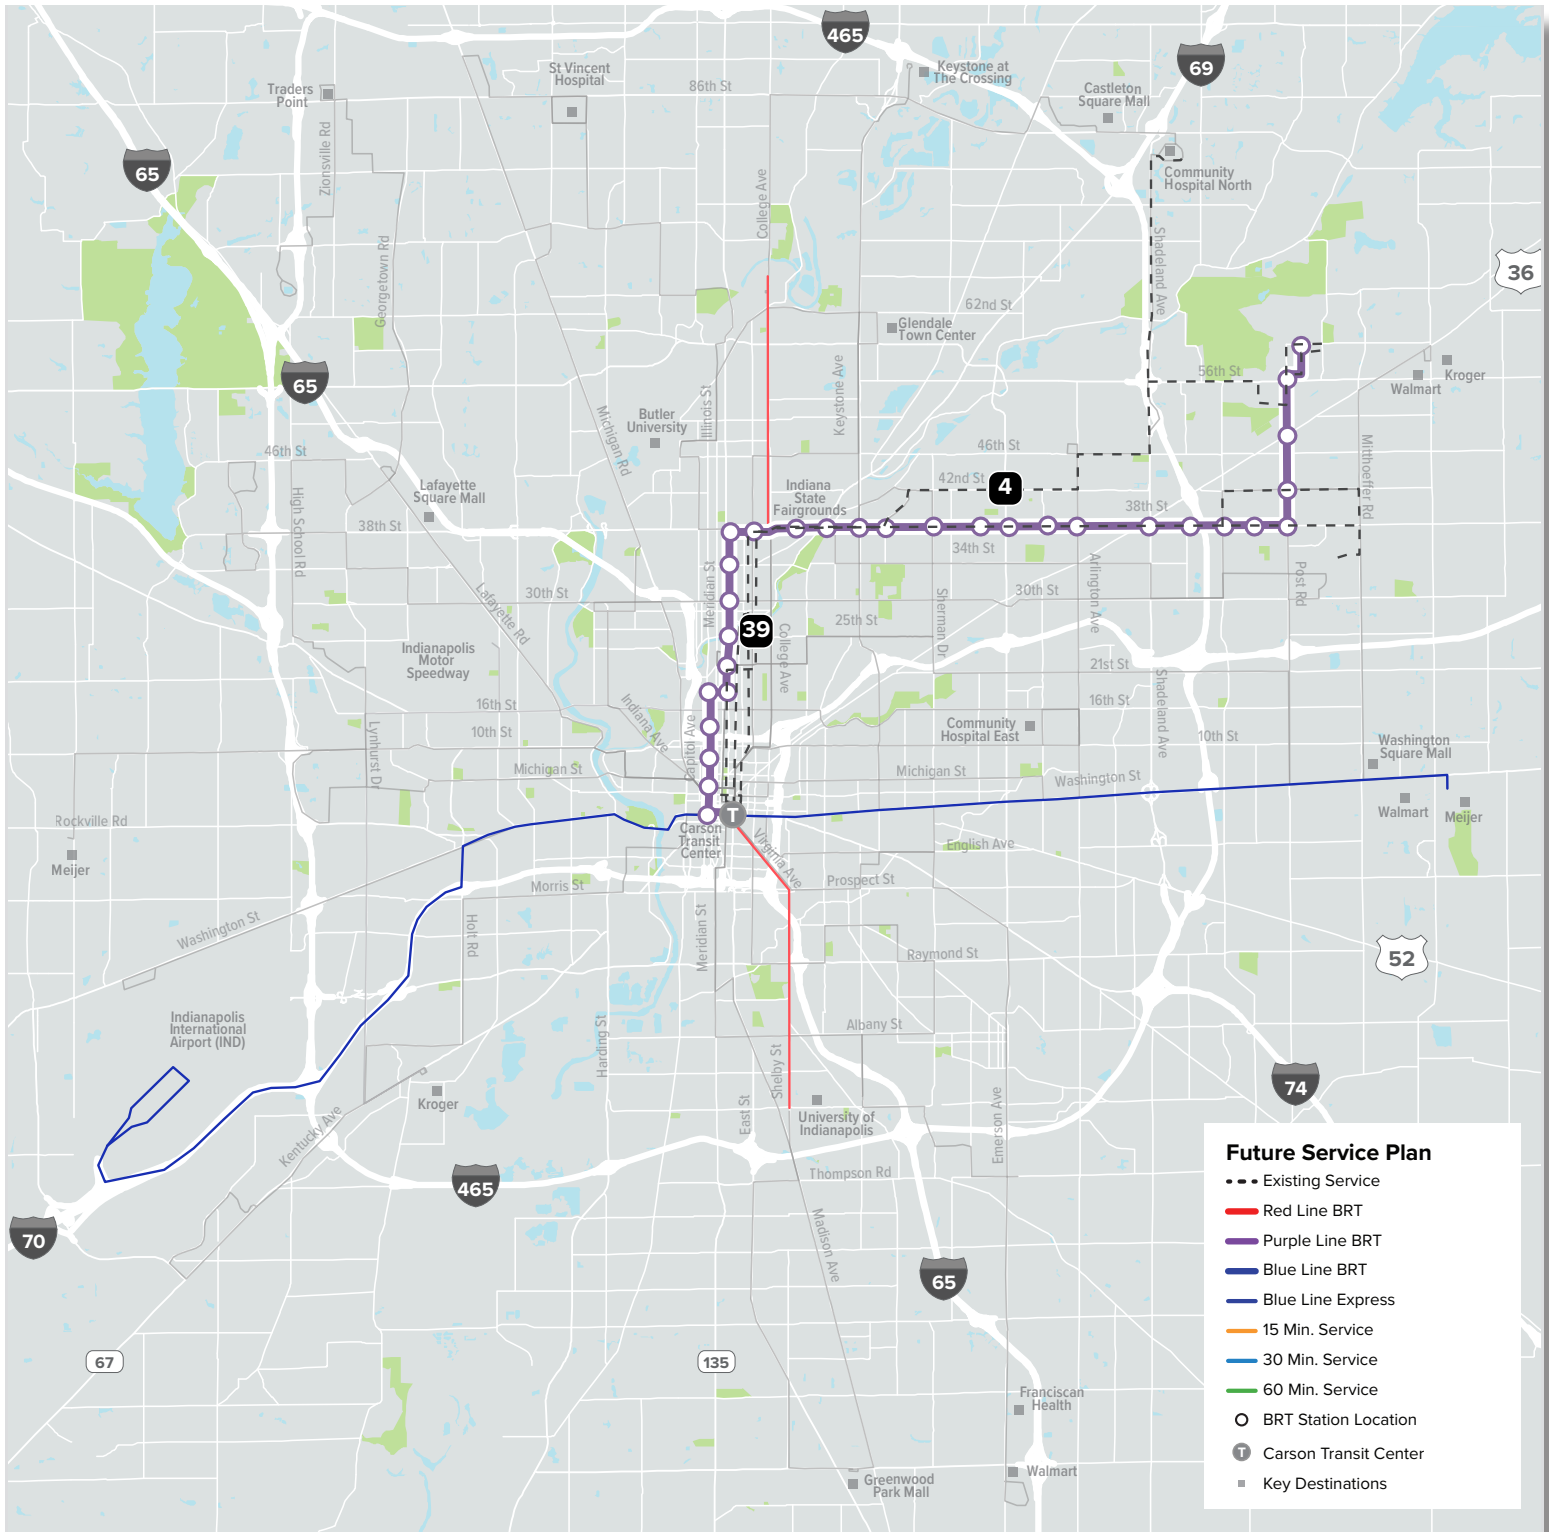 465
69
Keystone at
The Crossing
St Vincent
Hospital
86th St
Traders
Point
Castleton
Square Mall
Zionsville Rd
65
Community
Hospital North
College Ave
Georgetown Rd
Shadeland Ave
36
62nd St
Glendale
Town Center
65
56th St
Kroger
Walmart
Keystone Ave
Illinois St
Butler
University
Michigan Rd
46th St
46th St
Mitthoeffer Rd
42nd St
4
Lafayette
Square Mall
Indiana
State
Fairgrounds
High School Rd
38th St
38th St
34th St
Meridian St
Arlington Ave
Post Rd
30th St
30th St
Lafayette Rd
Sherman Dr
25th St
39
College Ave
Indianapolis
Motor
Speedway
21st St
Shadeland Ave
16th St
16th St
Indiana Ave
Capitol Ave
Community
Hospital East
10th St
10th St
Lynhurst Dr
Washington
Square Mall
Michigan St
Michigan St
Washington St
Walmart
Meijer
Rockville Rd
T
Carson
Transit
Center
Virginia Ave
English Ave
Meijer
Morris St
Prospect St
Washington St
Holt Rd
Meridian St
Raymond St
52
Indianapolis
International
Airport (IND)
Harding St
Albany St
Shelby St
74
Kroger
East St
University of
Indianapolis
Emerson Ave
Kentucky Ave
Thompson Rd
465
70
Madison Ave
65
67
135
Franciscan
Health
Walmart
Greenwood
Park Mall
Future Service Plan
Existing Service
Red Line BRT
Purple Line BRT
Blue Line BRT
Blue Line Express
15 Min. Service
30 Min. Service
60 Min. Service
BRT Station Location
T Carson Transit Center
Key Destinations